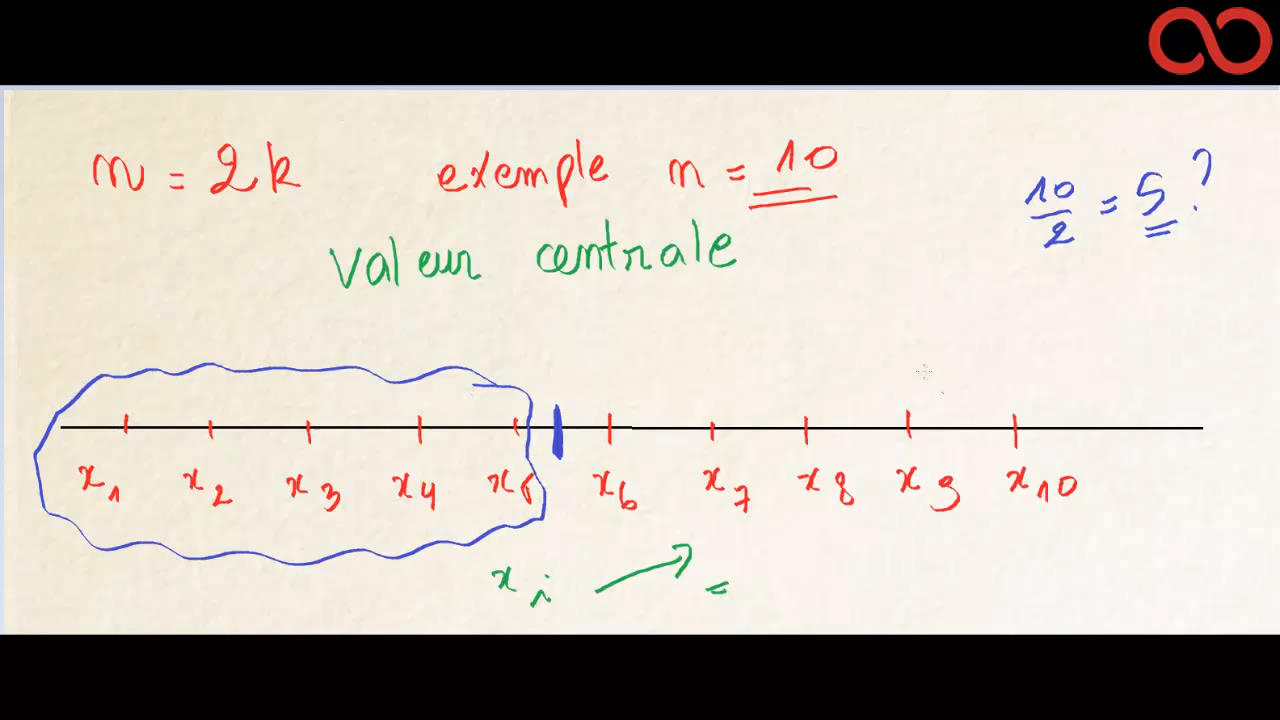 n = 2k exemple n = 10
10/2 = 5 ?
valeur centrale
x1 x2 x3 x4 x5 x6 x7 x8 x9 x10
xi ↗ =